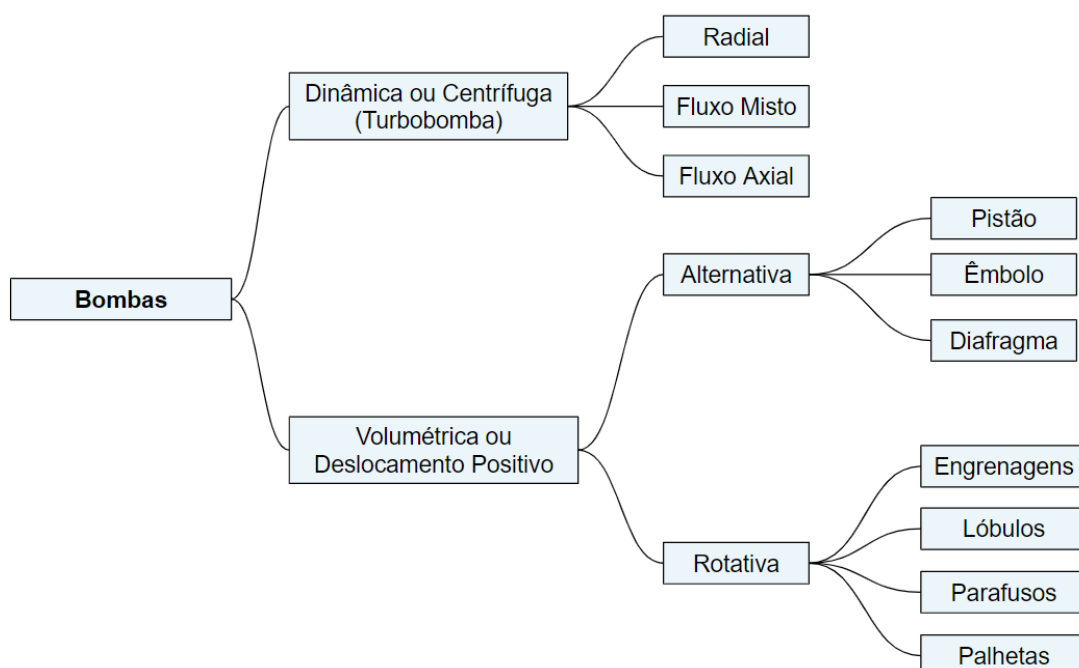 Bombas
Dinâmica ou Centrífuga
(Turbobomba)
Radial
Fluxo Misto
Fluxo Axial
Volumétrica ou
Deslocamento Positivo
Alternativa
Pistão
Êmbolo
Diafragma
Rotativa
Engrenagens
Lóbulos
Parafusos
Palhetas